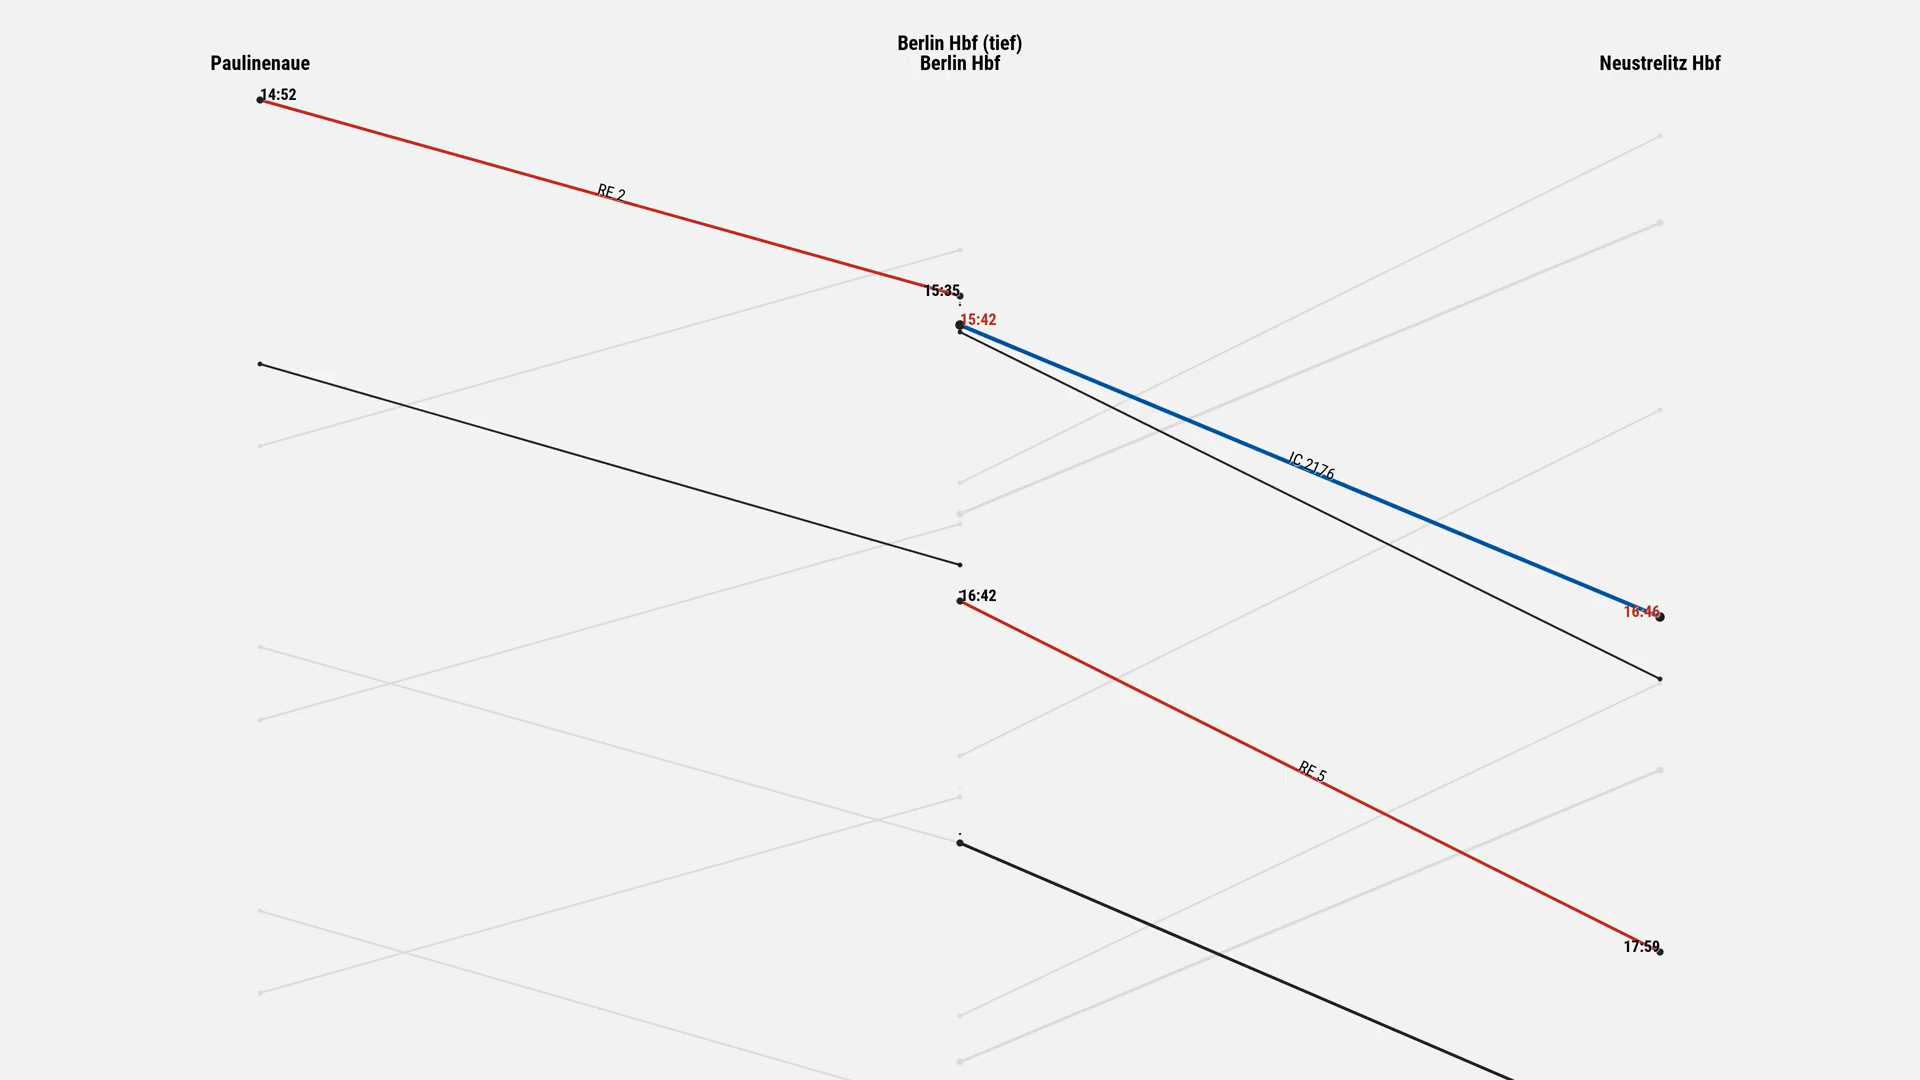 Berlin Hbf (tief)
Paulinenaue
Berlin Hbf
Neustrelitz Hbf
14:52
RE 2
15:35
15:42
IC 2176
16:42
16:46
RE 5
17:59